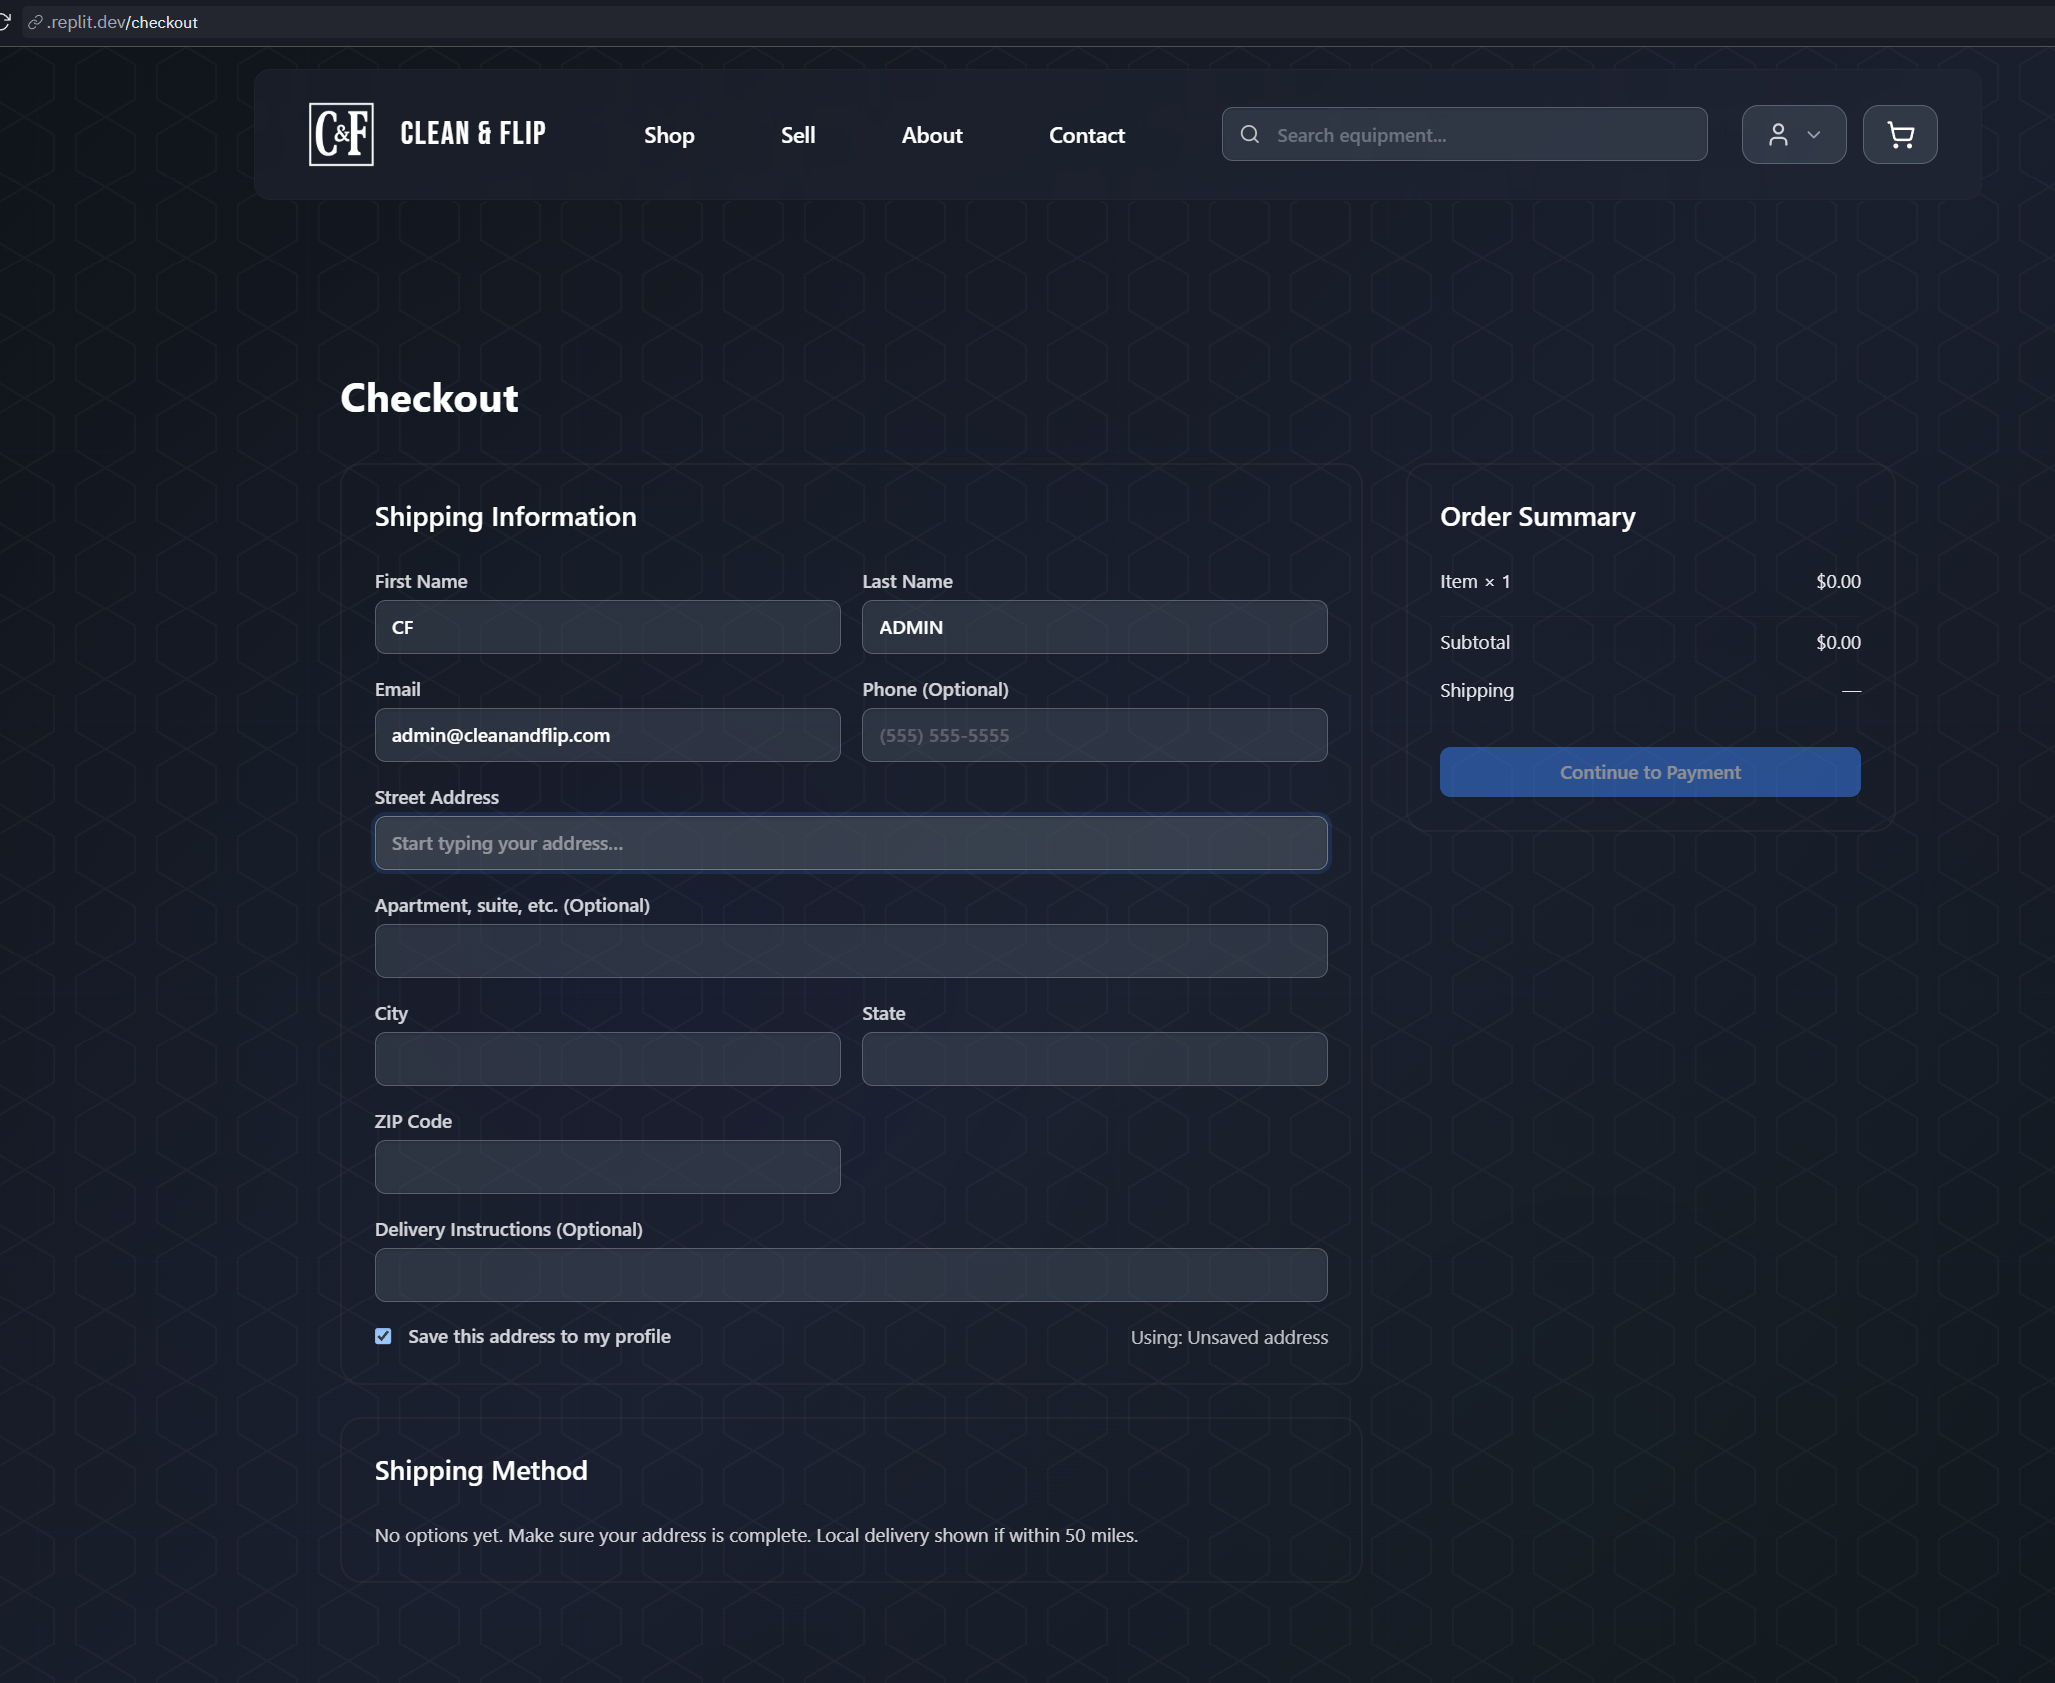 .replit.dev/checkout
C&F
CLEAN & FLIP
Shop
Sell
About
Contact
Search equipment...
Checkout
Shipping Information
First Name
Last Name
CF
ADMIN
Email
Phone (Optional)
admin@cleanandflip.com
(555) 555-5555
Street Address
Start typing your address...
Apartment, suite, etc. (Optional)
City
State
ZIP Code
Delivery Instructions (Optional)
Save this address to my profile
Using: Unsaved address
Shipping Method
No options yet. Make sure your address is complete. Local delivery shown if within 50 miles.
Order Summary
Item × 1 $0.00
Subtotal $0.00
Shipping —
Continue to Payment